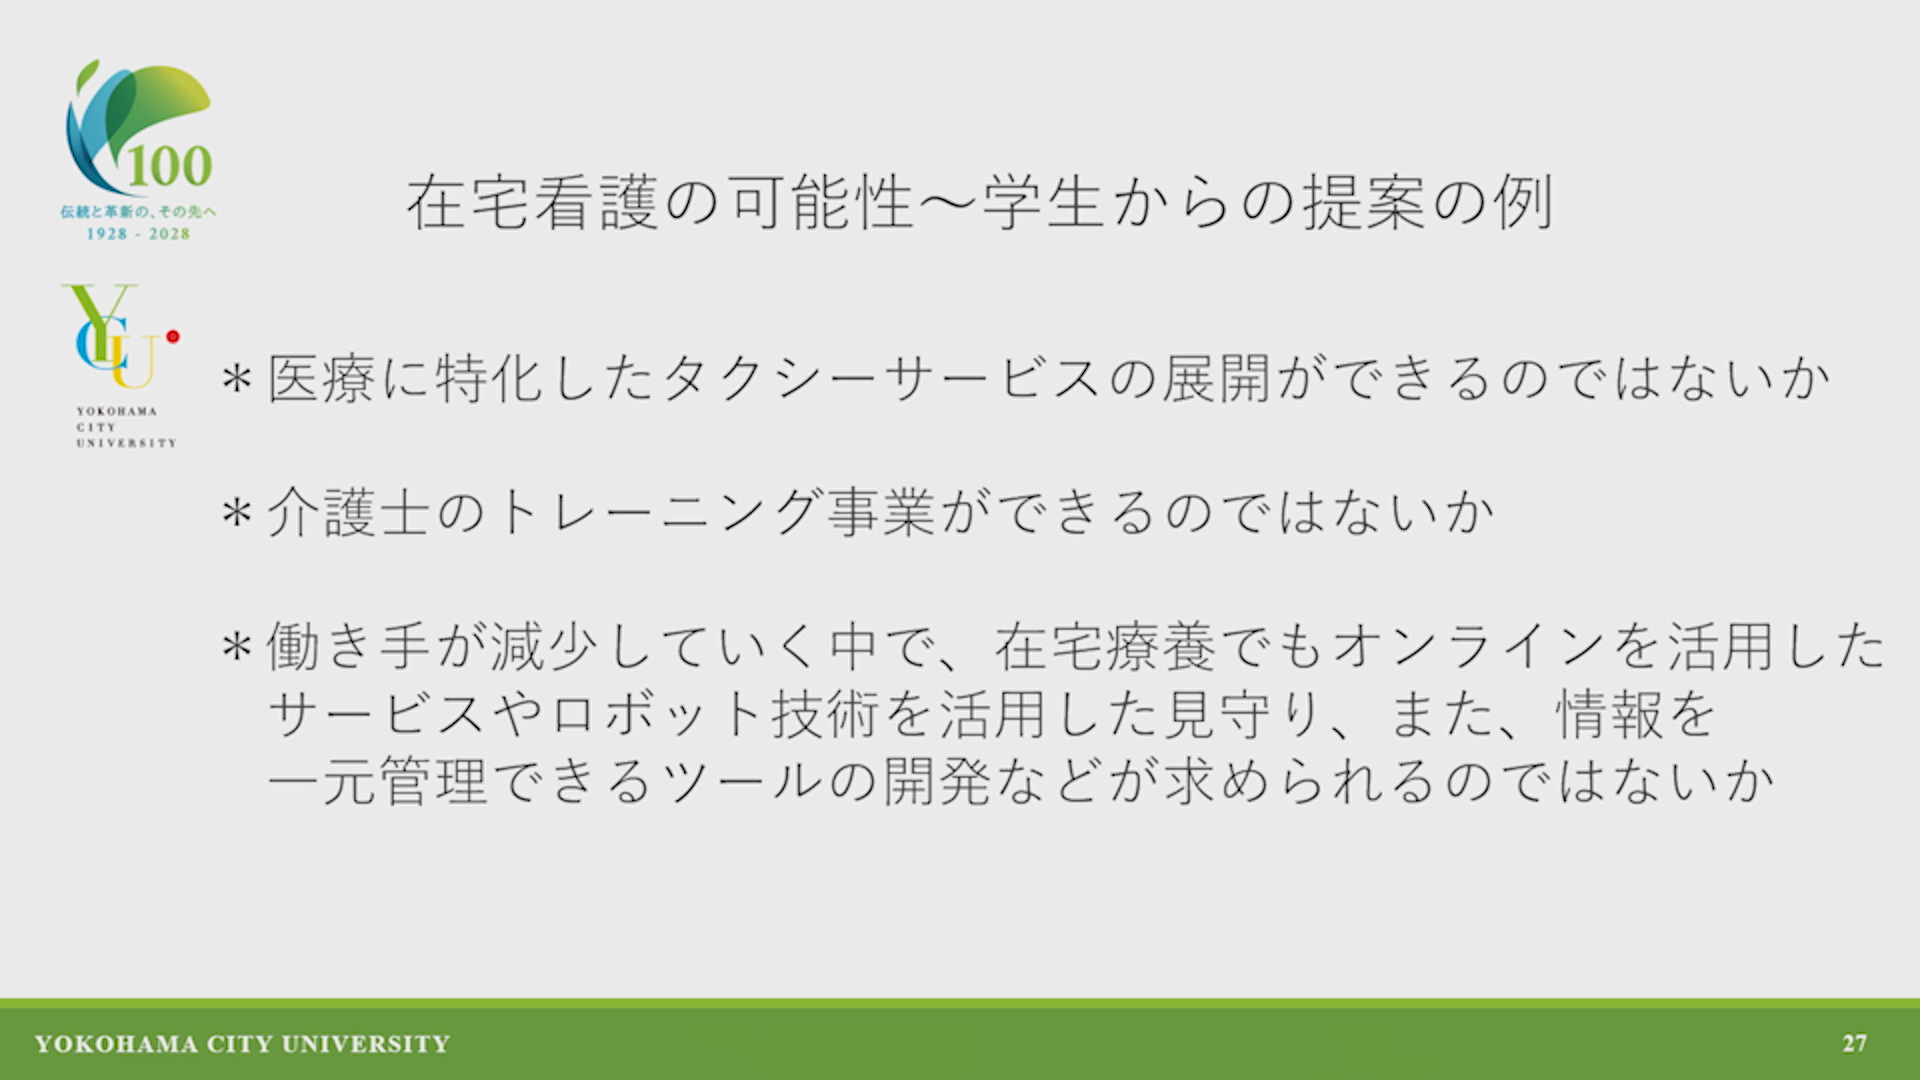 100
伝統と革新の、その先へ
1928 - 2028
在宅看護の可能性～学生からの提案の例
YCU
YOKOHAMA
CITY
UNIVERSITY
＊医療に特化したタクシーサービスの展開ができるのではないか
＊介護士のトレーニング事業ができるのではないか
＊働き手が減少していく中で、在宅療養でもオンラインを活用した
サービスやロボット技術を活用した見守り、また、情報を
一元管理できるツールの開発などが求められるのではないか
YOKOHAMA CITY UNIVERSITY
27